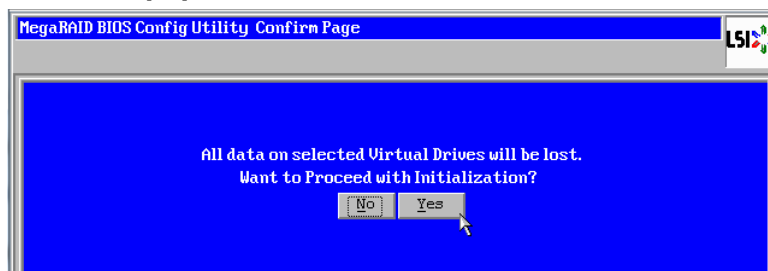 MegaRAID BIOS Config Utility Confirm Page
LSI
All data on selected Virtual Drives will be lost.
Want to Proceed with Initialization?
No Yes